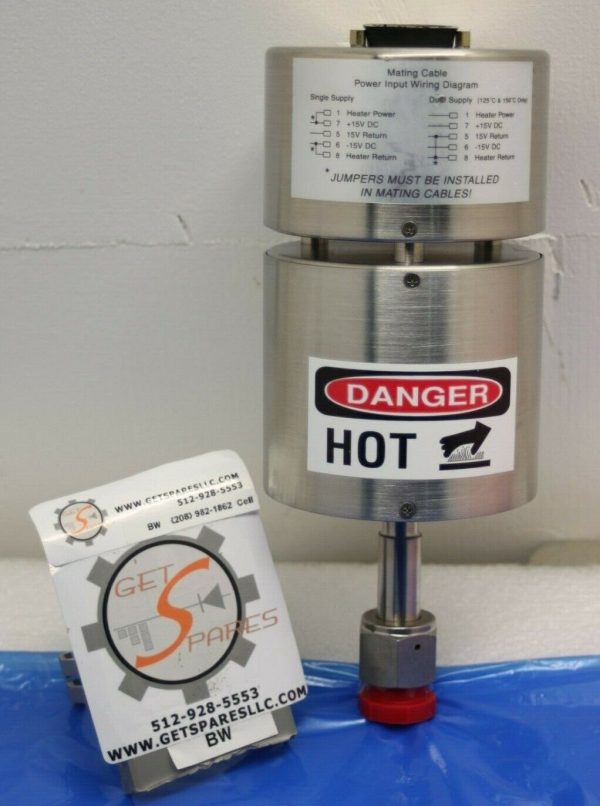 Mating Cable
Power Input Wiring Diagram
Single Supply
1 Heater Power
7 +15V DC
5 15V Return
6 -15V DC
8 Heater Return
Dual Supply (125°C & 150°C Only)
1 Heater Power
7 +15V DC
5 15V Return
6 -15V DC
8 Heater Return
* JUMPERS MUST BE INSTALLED
IN MATING CABLES!
DANGER
HOT
WWW.GETSPARESLLC.COM
512-928-5553
BW (208) 982-1862 Cell
GET
SPARES
512-928-5553
WWW.GETSPARESLLC.COM
BW